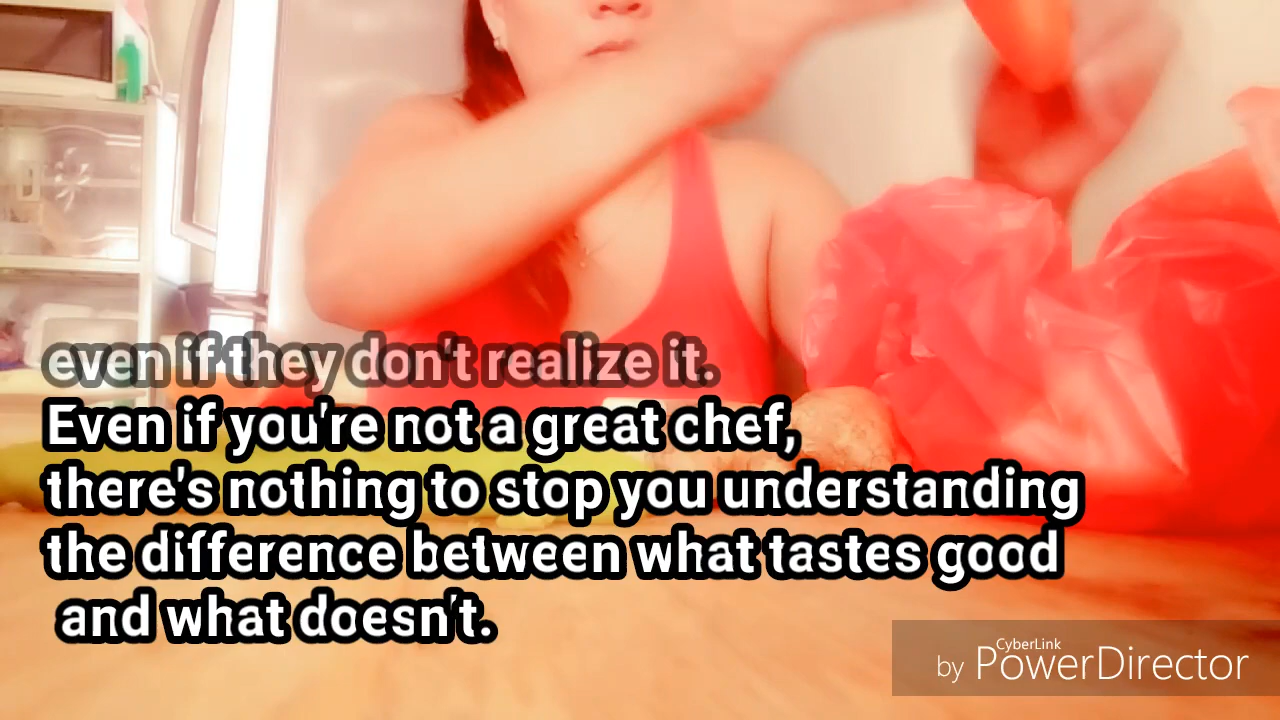 even if they don't realize it.
Even if you're not a great chef,
there's nothing to stop you understanding
the difference between what tastes good
and what doesn't.
CyberLink
by PowerDirector